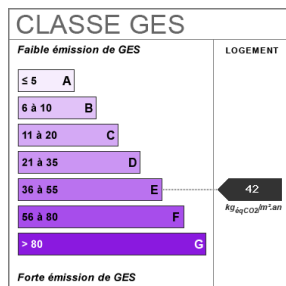 CLASSE GES
Faible émission de GES
LOGEMENT
≤ 5 A
6 à 10 B
11 à 20 C
21 à 35 D
36 à 55 E
42
kgéqCO2/m².an
56 à 80 F
> 80 G
Forte émission de GES